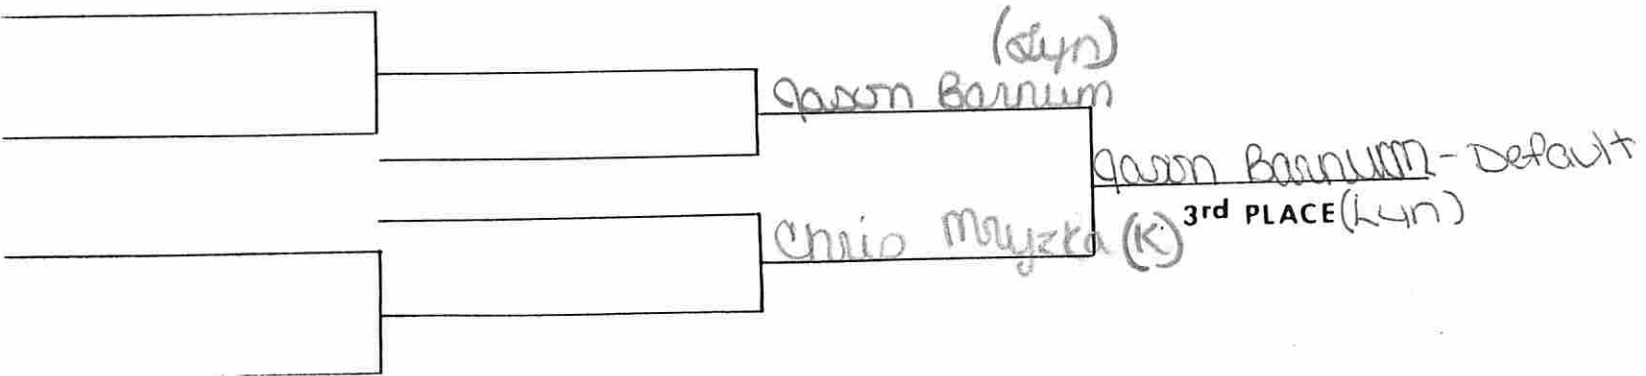 (Lyn)
Jason Barnum
Jason Barnum - Default
3rd PLACE (Lyn)
Chris Mryzka (K)